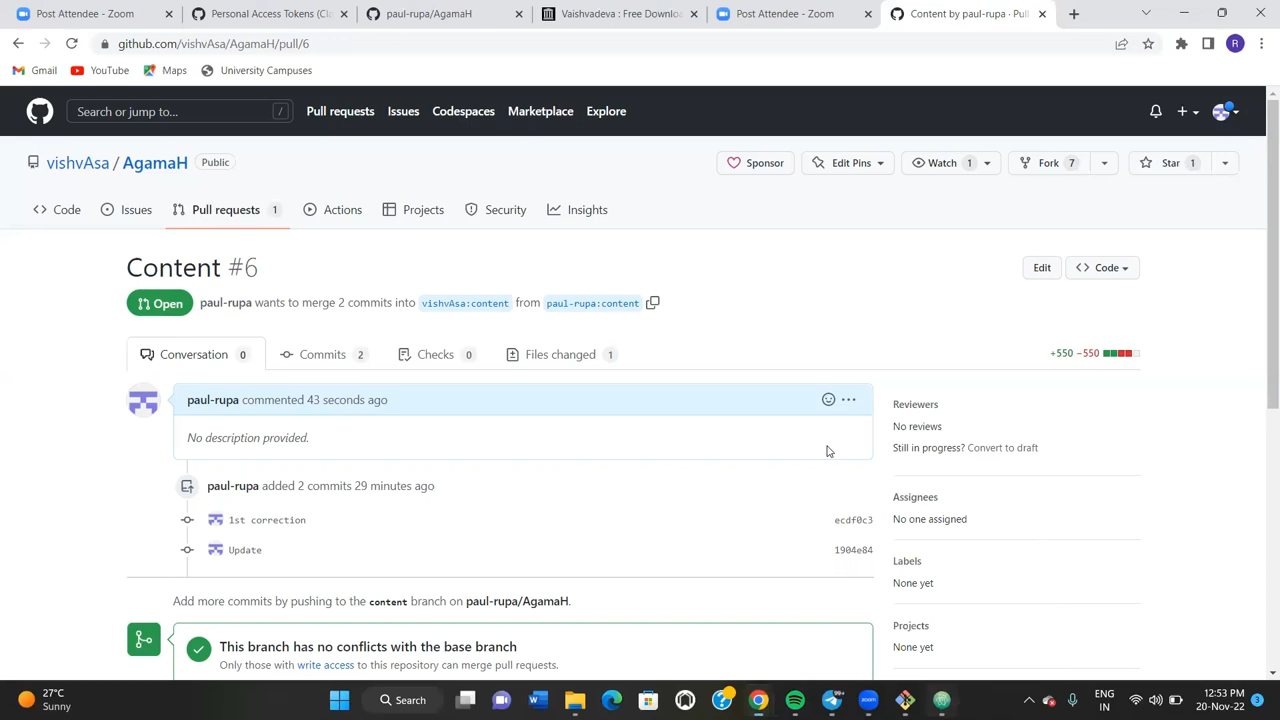 Post Attendee - Zoom
Personal Access Tokens (Cla
paul-rupa/AgamaH
Vaishvadeva : Free Downloa
Post Attendee - Zoom
Content by paul-rupa · Pull
github.com/vishvAsa/AgamaH/pull/6
R
Gmail
YouTube
Maps
University Campuses
Search or jump to... /
Pull requests
Issues
Codespaces
Marketplace
Explore
vishvAsa / AgamaH Public
Sponsor
Edit Pins
Watch 1
Fork 7
Star 1
Code
Issues
Pull requests 1
Actions
Projects
Security
Insights
Content #6
Edit
Code
Open paul-rupa wants to merge 2 commits into vishvAsa:content from paul-rupa:content
Conversation 0
Commits 2
Checks 0
Files changed 1
+550 −550
paul-rupa commented 43 seconds ago
No description provided.
paul-rupa added 2 commits 29 minutes ago
1st correction ecdf0c3
Update 1904e84
Add more commits by pushing to the content branch on paul-rupa/AgamaH.
This branch has no conflicts with the base branch
Only those with write access to this repository can merge pull requests.
Reviewers
No reviews
Still in progress? Convert to draft
Assignees
No one assigned
Labels
None yet
Projects
None yet
27°C
Sunny
Search
99+
zoom
ENG
IN
12:53 PM
20-Nov-22
3